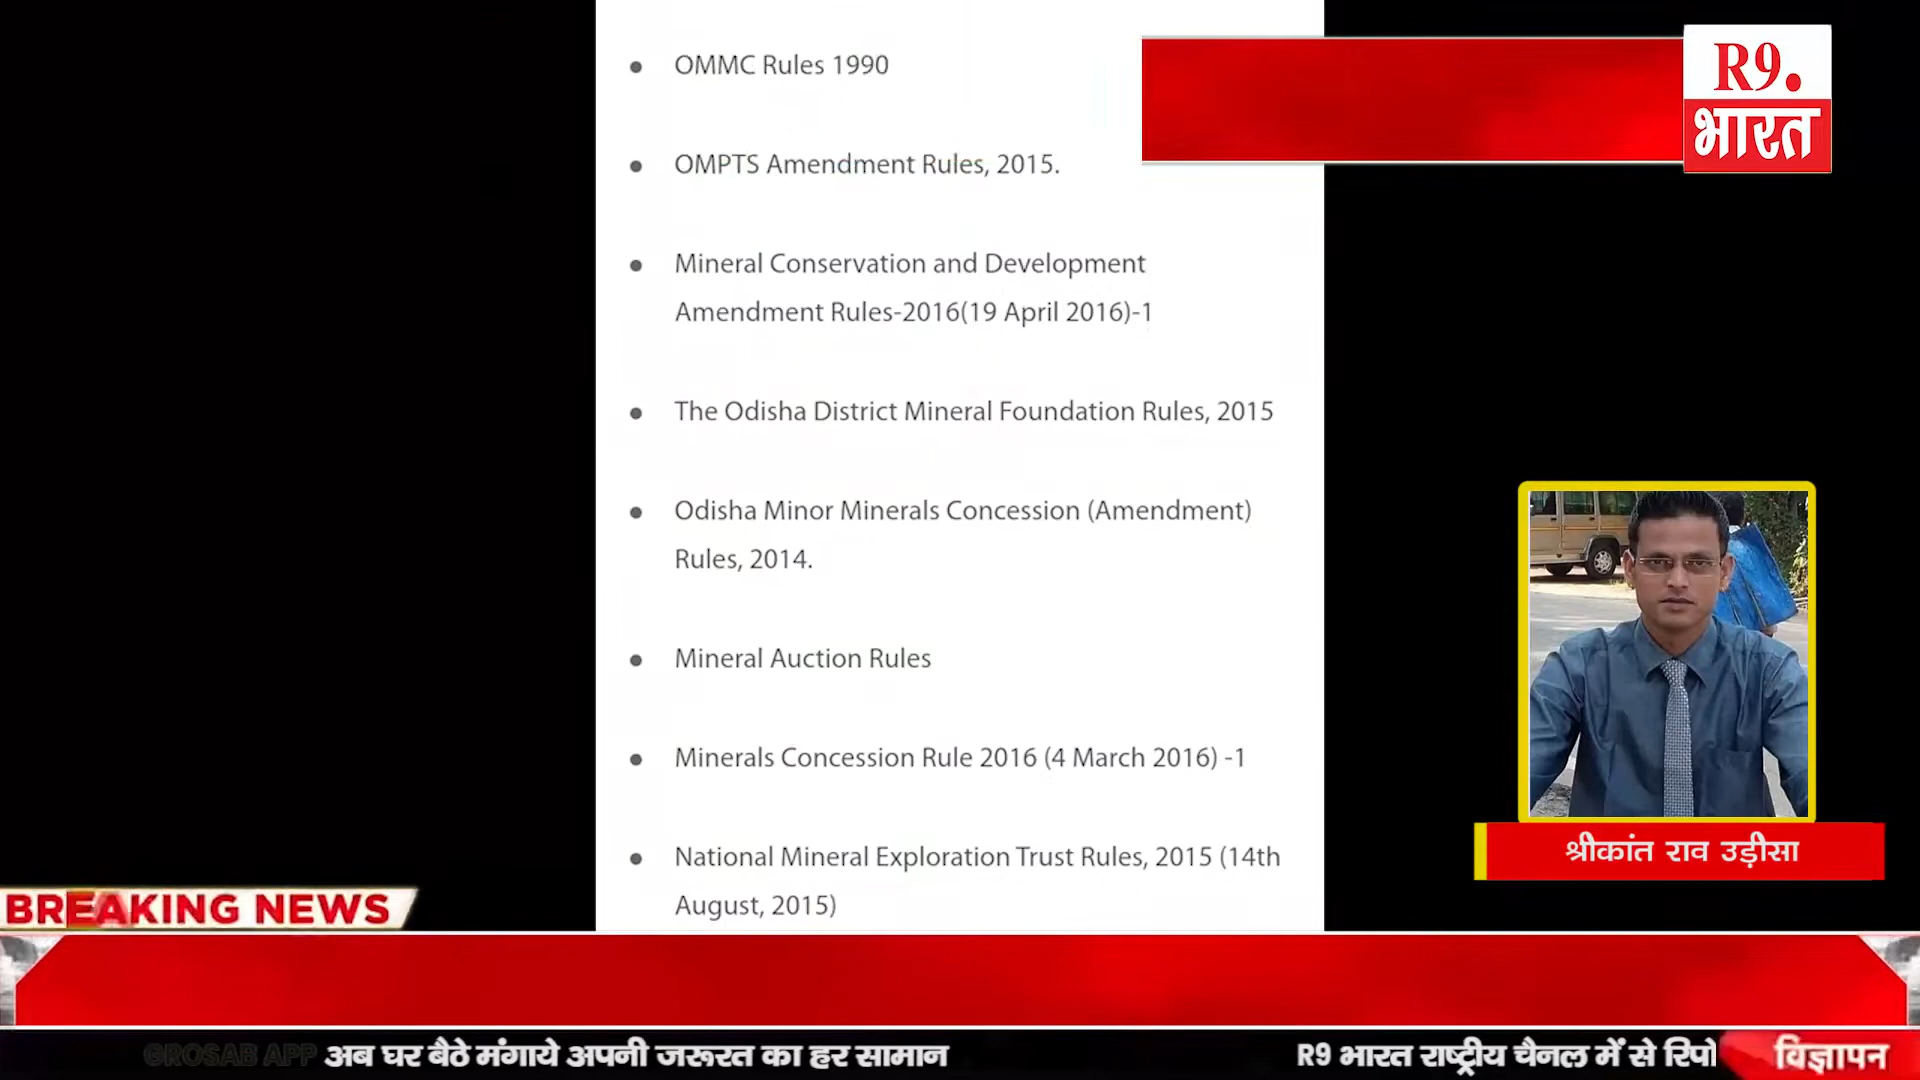 OMMC Rules 1990
OMPTS Amendment Rules, 2015.
Mineral Conservation and Development
Amendment Rules-2016(19 April 2016)-1
The Odisha District Mineral Foundation Rules, 2015
Odisha Minor Minerals Concession (Amendment)
Rules, 2014.
Mineral Auction Rules
Minerals Concession Rule 2016 (4 March 2016) -1
National Mineral Exploration Trust Rules, 2015 (14th
August, 2015)
R9.
भारत
श्रीकांत राव उड़ीसा
BREAKING NEWS
GROSAB APP अब घर बैठे मंगाये अपनी जरूरत का हर सामान
R9 भारत राष्ट्रीय चैनल में से रिपो
विज्ञापन